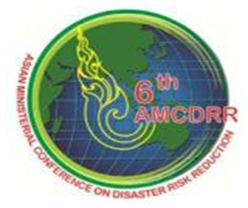 6th
AMCDRR
ASIAN MINISTERIAL CONFERENCE ON DISASTER RISK REDUCTION